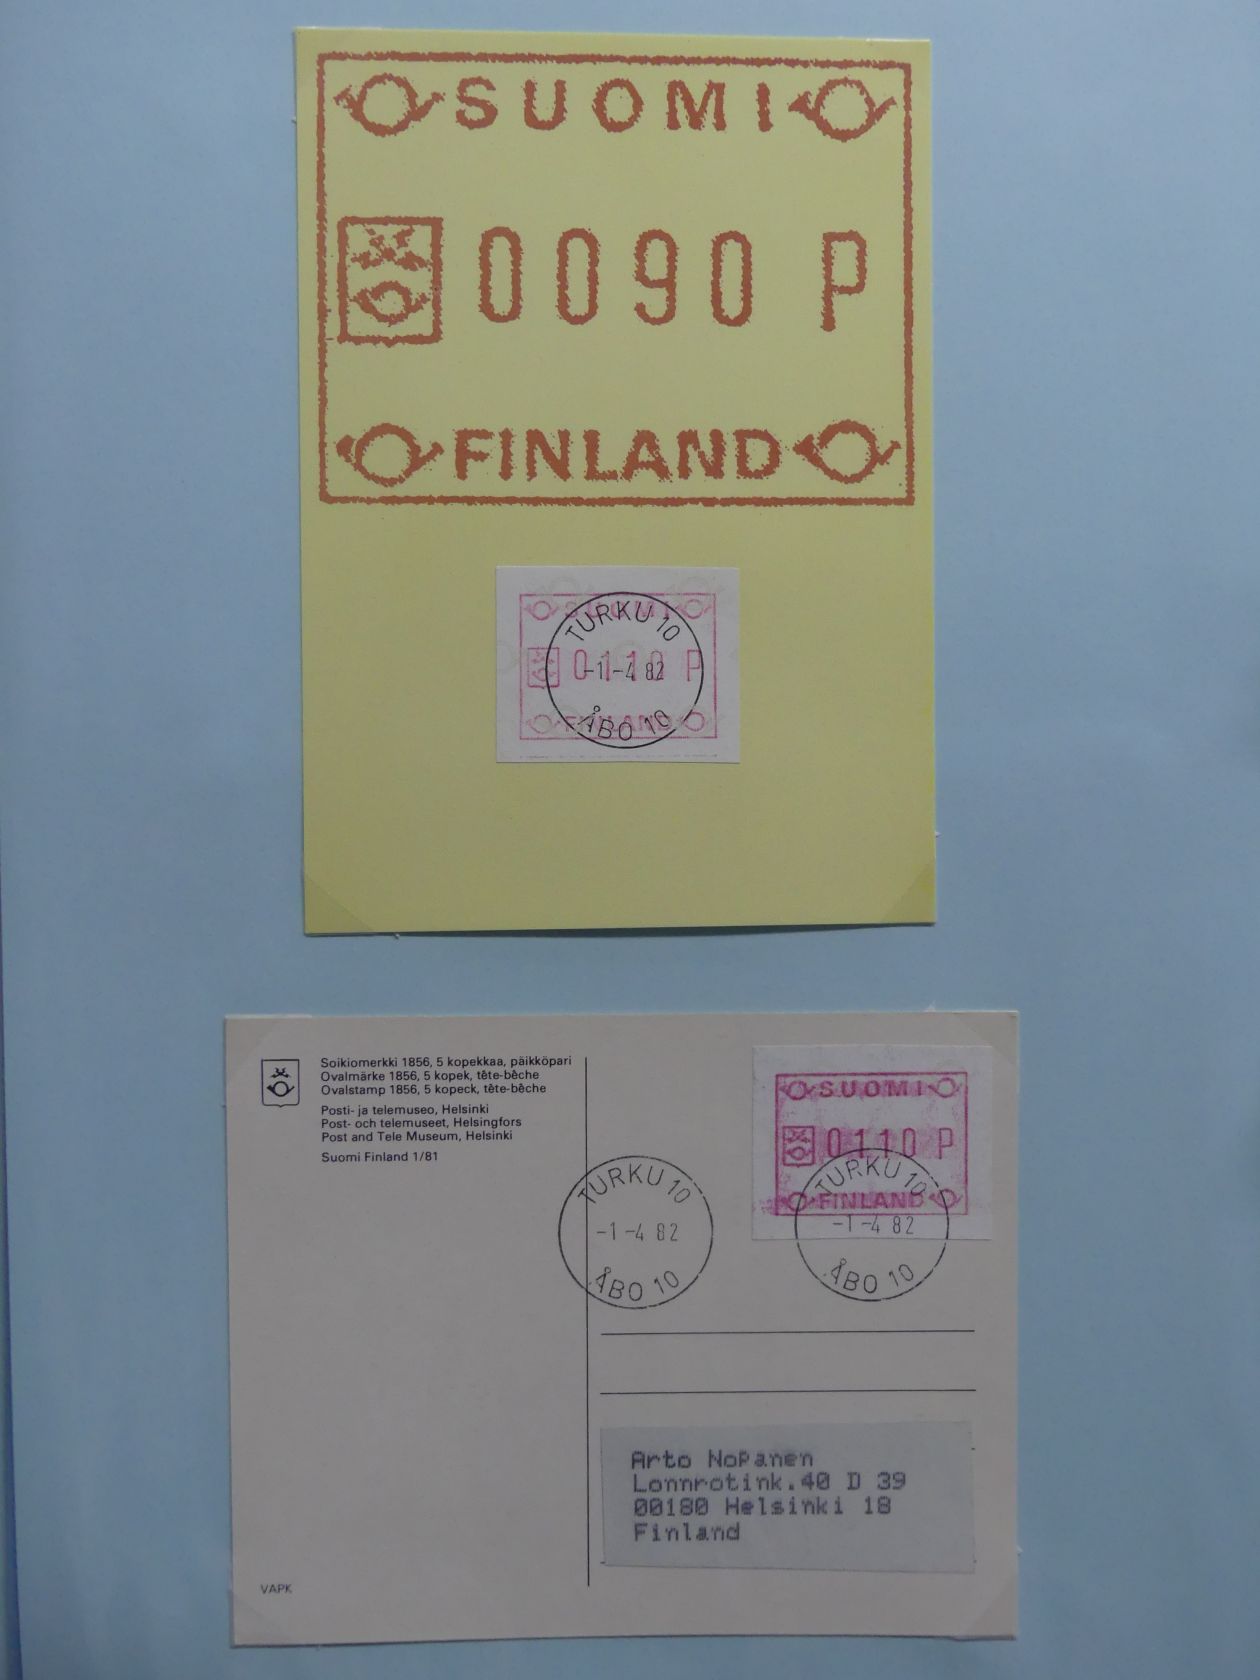 SUOMI
0090 P
FINLAND
SUOMI
0110 P
FINLAND
TURKU 10
-1-4 82
ÅBO 10
Soikiomerkki 1856, 5 kopekkaa, päikköpari
Ovalmärke 1856, 5 kopek, tête-bêche
Ovalstamp 1856, 5 kopeck, tête-bêche
Posti- ja telemuseo, Helsinki
Post- och telemuseet, Helsingfors
Post and Tele Museum, Helsinki
Suomi Finland 1/81
SUOMI
0110 P
FINLAND
TURKU 10
-1-4 82
ÅBO 10
TURKU 10
-1-4 82
ÅBO 10
Arto Nopanen
Lonnrotink.40 D 39
00180 Helsinki 18
Finland
VAPK